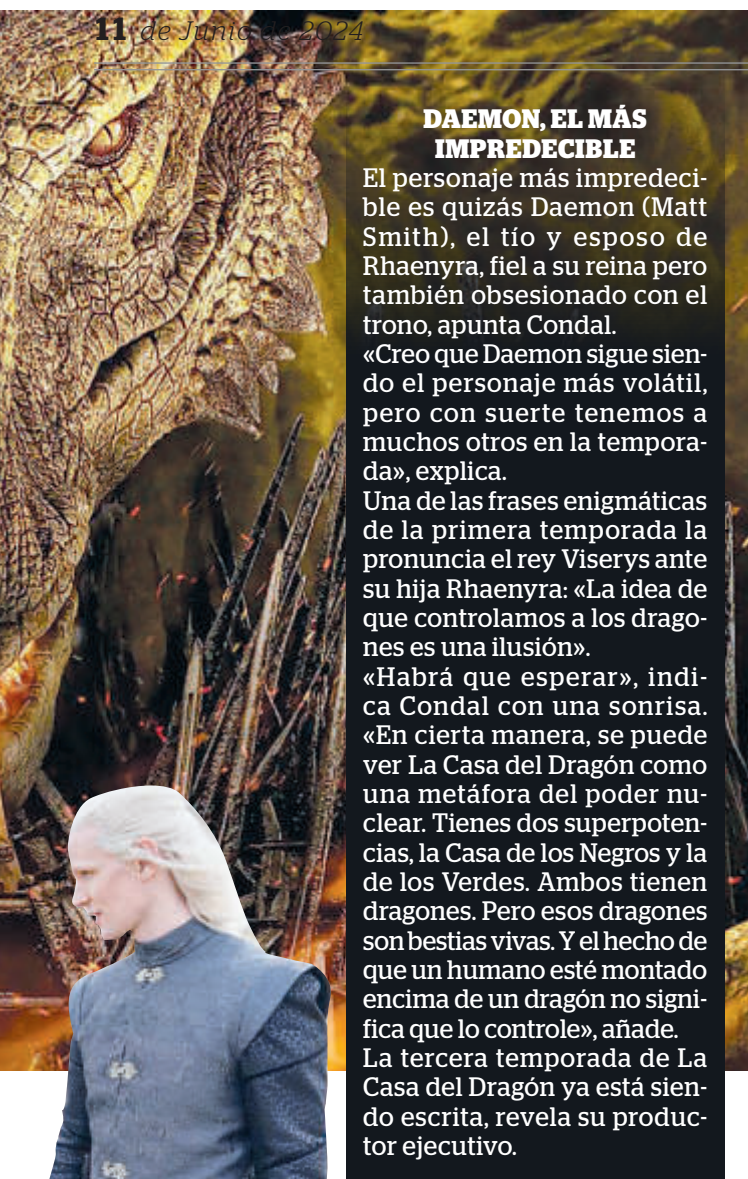 11 de Junio de 2024
DAEMON, EL MÁS
IMPREDECIBLE
El personaje más impredeci-
ble es quizás Daemon (Matt
Smith), el tío y esposo de
Rhaenyra, fiel a su reina pero
también obsesionado con el
trono, apunta Condal.
«Creo que Daemon sigue sien-
do el personaje más volátil,
pero con suerte tenemos a
muchos otros en la tempora-
da», explica.
Una de las frases enigmáticas
de la primera temporada la
pronuncia el rey Viserys ante
su hija Rhaenyra: «La idea de
que controlamos a los drago-
nes es una ilusión».
«Habrá que esperar», indi-
ca Condal con una sonrisa.
«En cierta manera, se puede
ver La Casa del Dragón como
una metáfora del poder nu-
clear. Tienes dos superpoten-
cias, la Casa de los Negros y la
de los Verdes. Ambos tienen
dragones. Pero esos dragones
son bestias vivas. Y el hecho de
que un humano esté montado
encima de un dragón no signi-
fica que lo controle», añade.
La tercera temporada de La
Casa del Dragón ya está sien-
do escrita, revela su produc-
tor ejecutivo.